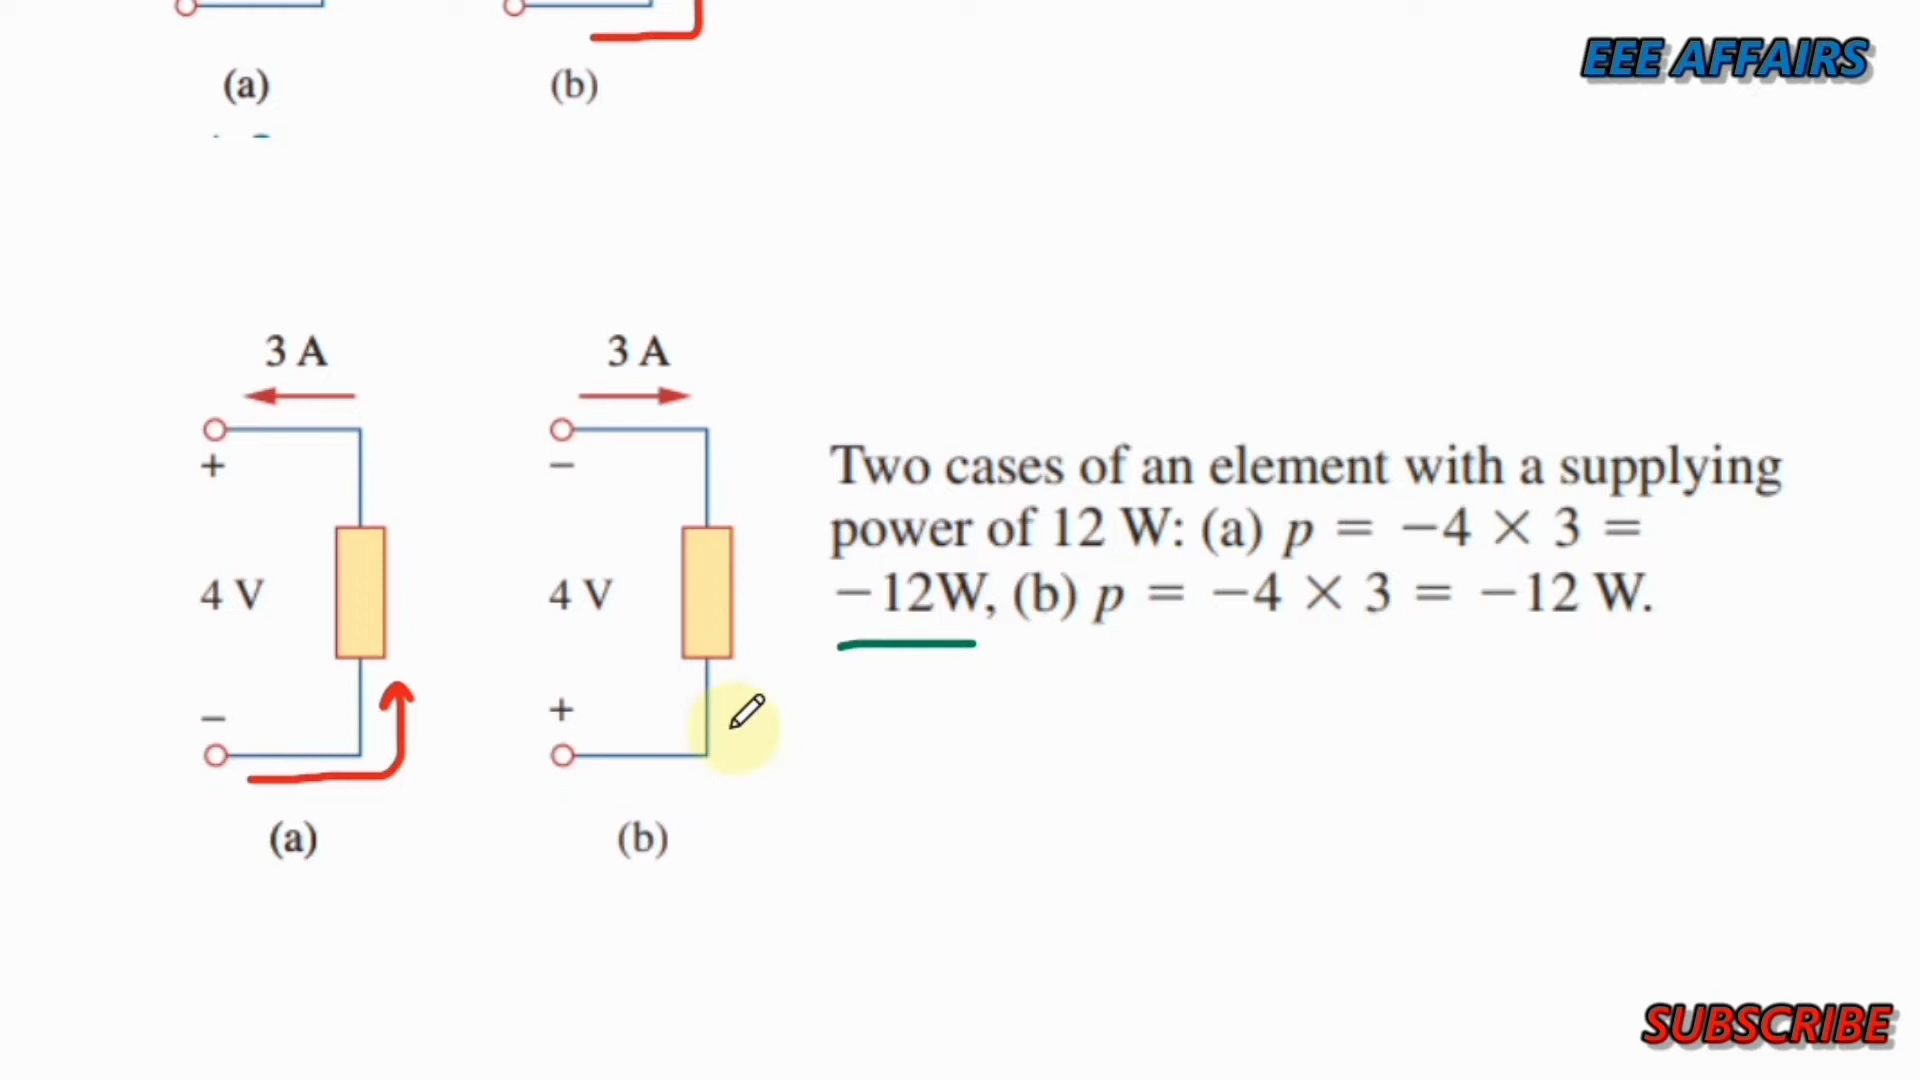 (a) (b)
EEE AFFAIRS
3 A 3 A
+ −
4 V 4 V
− +
(a) (b)
Two cases of an element with a supplying
power of 12 W: (a) p = −4 × 3 =
−12W, (b) p = −4 × 3 = −12 W.
SUBSCRIBE